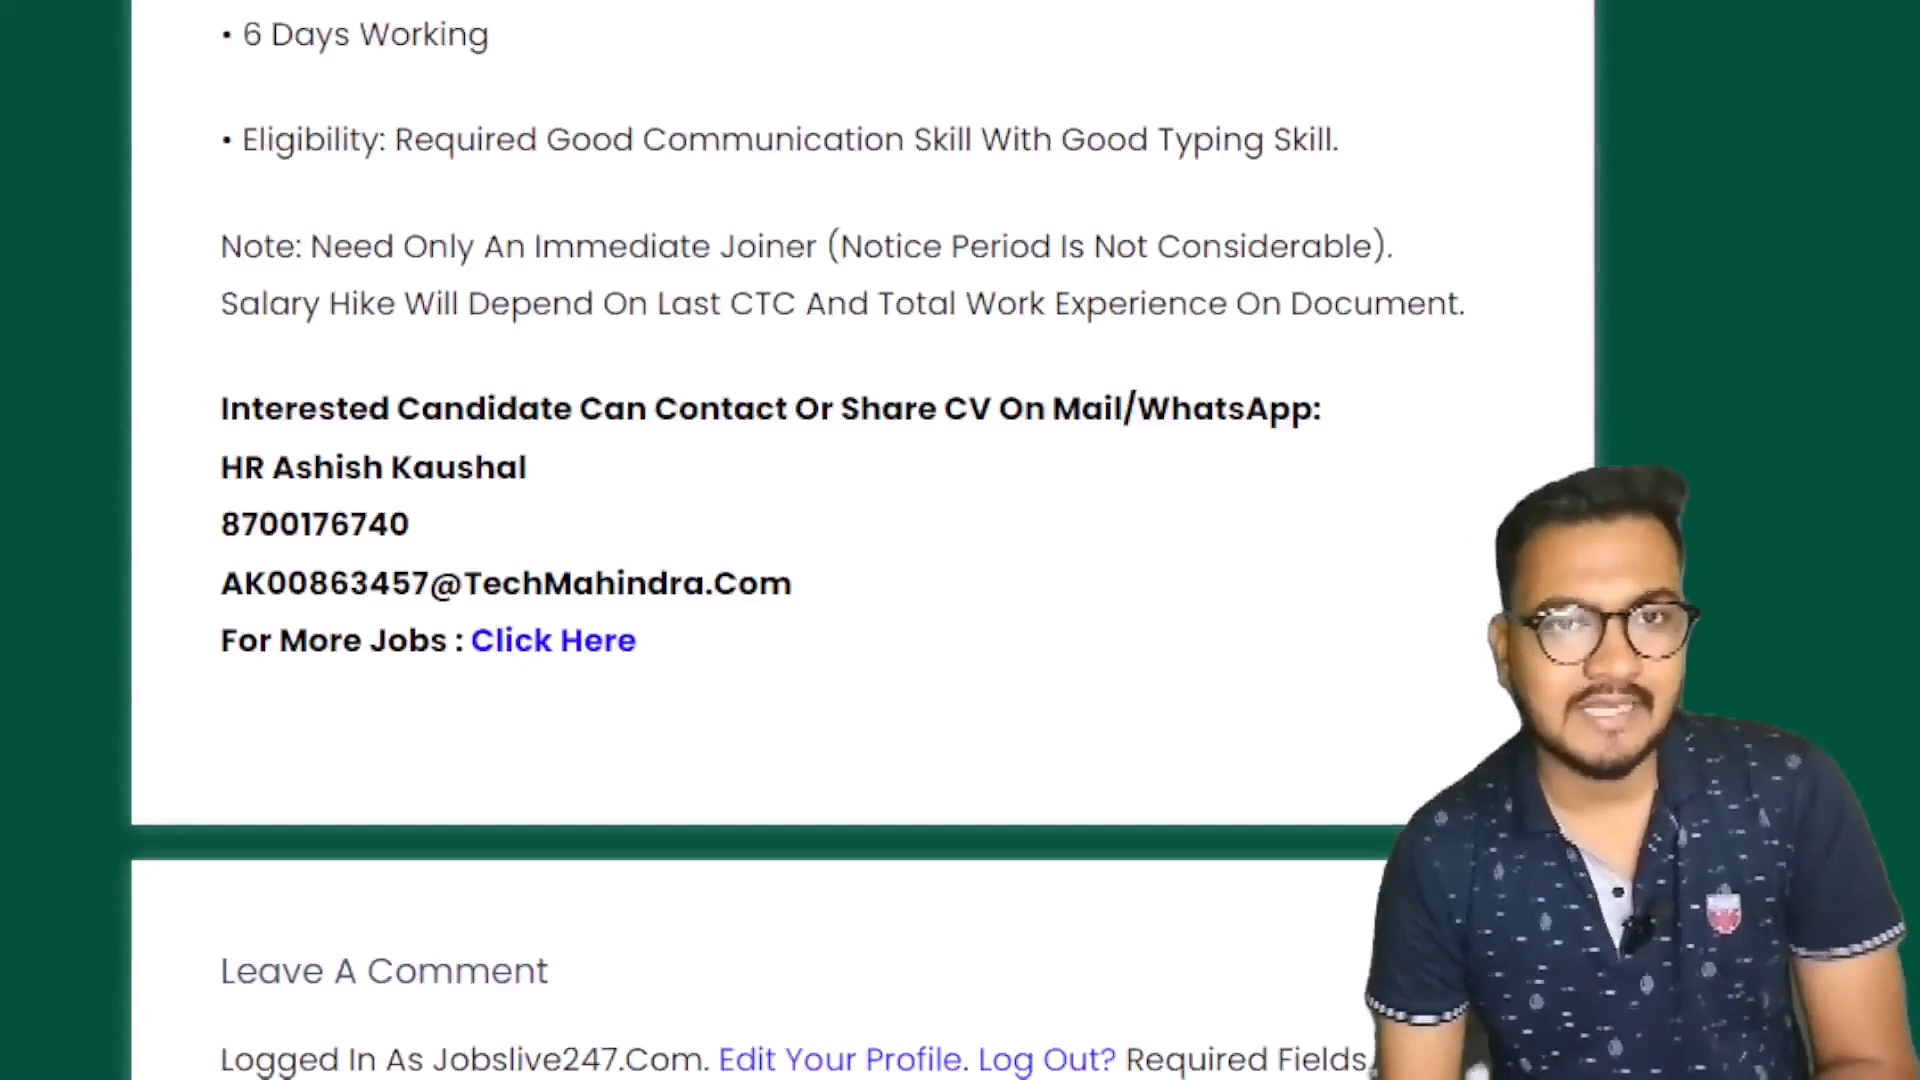 • 6 Days Working
• Eligibility: Required Good Communication Skill With Good Typing Skill.
Note: Need Only An Immediate Joiner (Notice Period Is Not Considerable).
Salary Hike Will Depend On Last CTC And Total Work Experience On Document.
Interested Candidate Can Contact Or Share CV On Mail/WhatsApp:
HR Ashish Kaushal
8700176740
AK00863457@TechMahindra.Com
For More Jobs : Click Here
Leave A Comment
Logged In As Jobslive247.Com. Edit Your Profile. Log Out? Required Fields